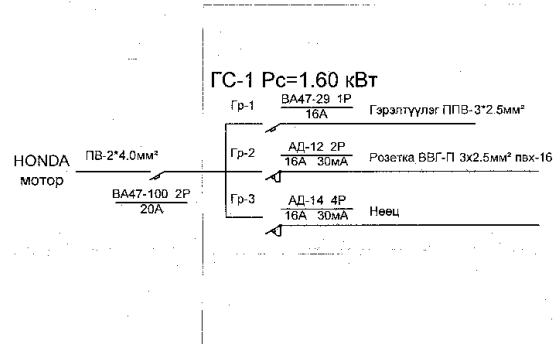 ГС-1 Рс=1.60 кВт
Гр-1 ВА47-29 1Р Гэрэлтүүлэг ППВ-3*2.5мм²
16А
HONDA мотор
ПВ-2*4.0мм²
ВА47-100 2Р
20А
Гр-2 АД-12 2Р Розетка ВВГ-П 3х2.5мм² пвх-16
16А 30мА
Гр-3 АД-14 4Р Нөөц
16А 30мА